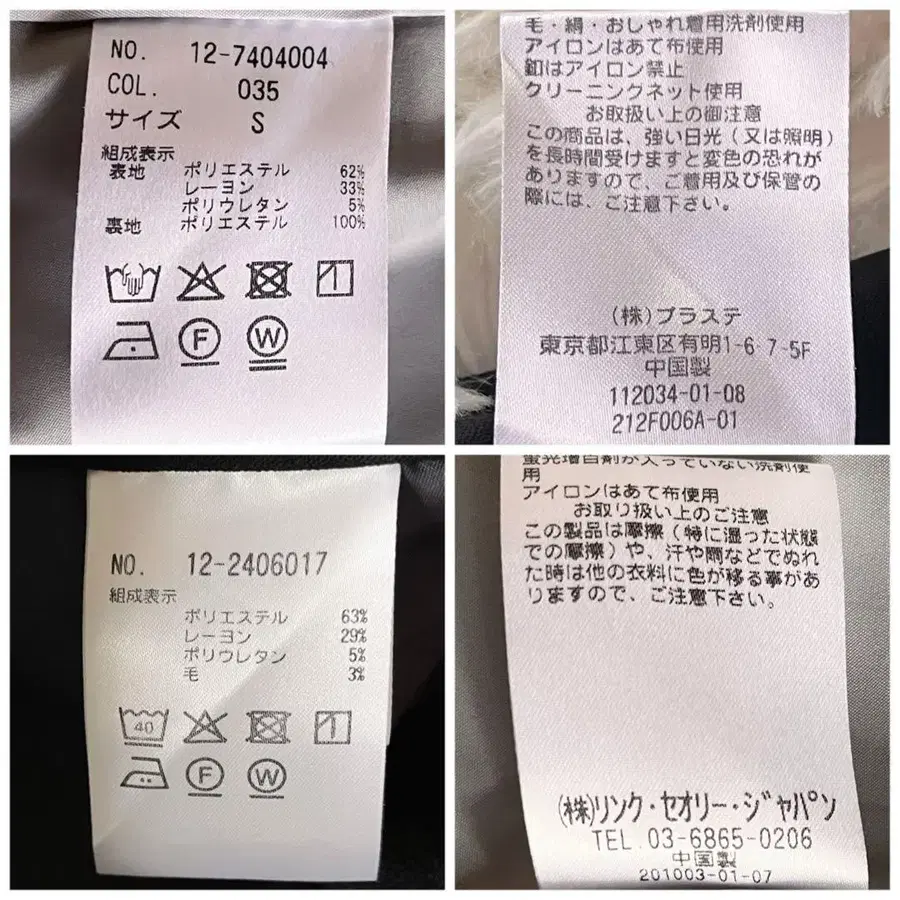 NO. 12-7404004
COL. 035
サイズ S
組成表示
表地 ポリエステル 62%
レーヨン 33%
ポリウレタン 5%
裏地 ポリエステル 100%
F W
毛・絹・おしゃれ着用洗剤使用
アイロンはあて布使用
釦はアイロン禁止
クリーニングネット使用
お取扱い上の御注意
この商品は、強い日光(又は照明)
を長時間受けますと変色の恐れが
ありますので、ご着用及び保管の
際には、ご注意下さい。
(株)プラステ
東京都江東区有明1-6-7-5F
中国製
112034-01-08
212F006A-01
NO. 12-2406017
組成表示
ポリエステル 63%
レーヨン 29%
ポリウレタン 5%
毛 3%
40
F W
蛍光増白剤が入っていない洗剤使
用
アイロンはあて布使用
お取り扱い上のご注意
この製品は摩擦(特に湿った状態
での摩擦)や、汗や雨などでぬれ
た時は他の衣料に色が移る事があ
りますので、ご注意下さい。
(株)リンク・セオリー・ジャパン
TEL.03-6865-0206
中国製
201003-01-07